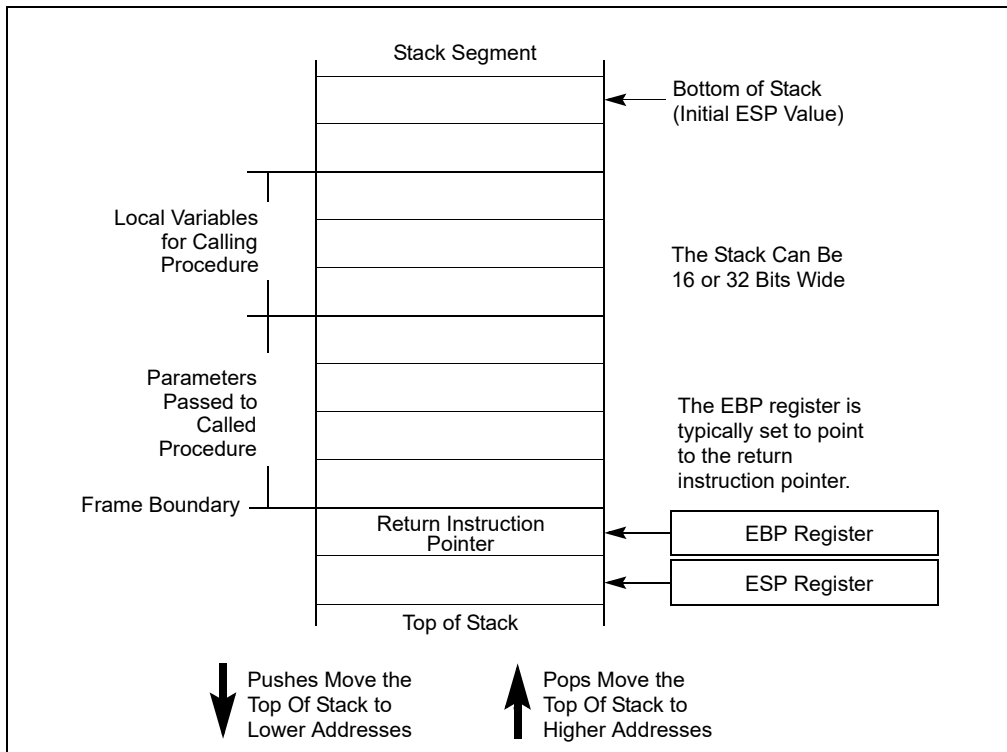 Stack Segment
Bottom of Stack
(Initial ESP Value)
Local Variables
for Calling
Procedure
The Stack Can Be
16 or 32 Bits Wide
Parameters
Passed to
Called
Procedure
The EBP register is
typically set to point
to the return
instruction pointer.
Frame Boundary
Return Instruction
Pointer
EBP Register
ESP Register
Top of Stack
Pushes Move the
Top Of Stack to
Lower Addresses
Pops Move the
Top Of Stack to
Higher Addresses